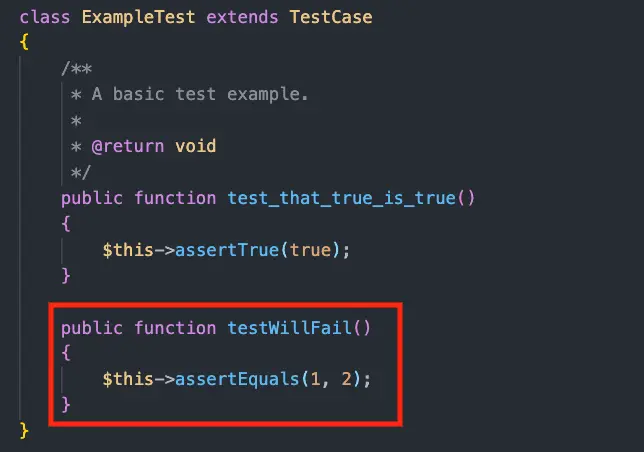 class ExampleTest extends TestCase
{
/**
* A basic test example.
*
* @return void
*/
public function test_that_true_is_true()
{
$this->assertTrue(true);
}
public function testWillFail()
{
$this->assertEquals(1, 2);
}
}